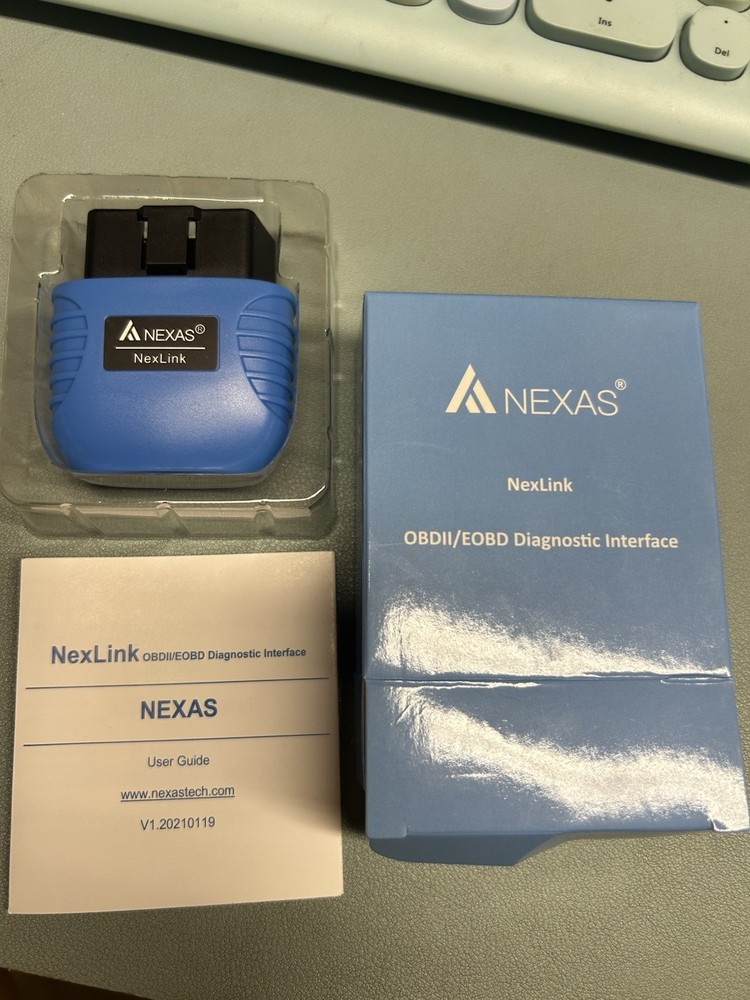 Ins
Del
NEXAS®
NexLink
NEXAS®
NexLink
OBDII/EOBD Diagnostic Interface
NexLink OBDII/EOBD Diagnostic Interface
NEXAS
User Guide
www.nexastech.com
V1.20210119